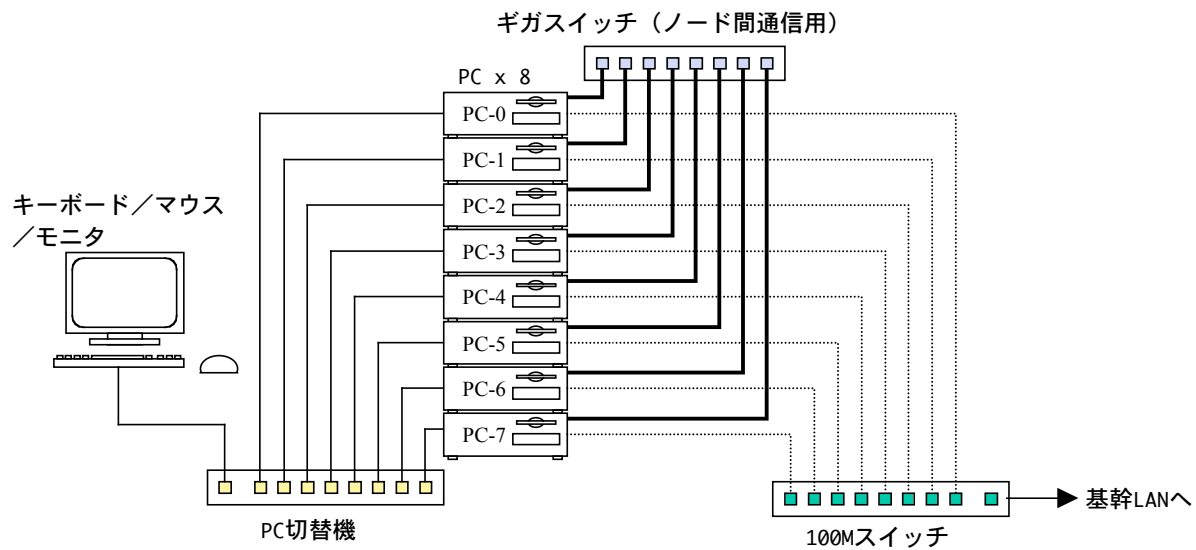 ギガスイッチ（ノード間通信用）
PC x 8
PC-0
PC-1
PC-2
PC-3
PC-4
PC-5
PC-6
PC-7
キーボード／マウス
／モニタ
PC切替機
100Mスイッチ
基幹LANへ